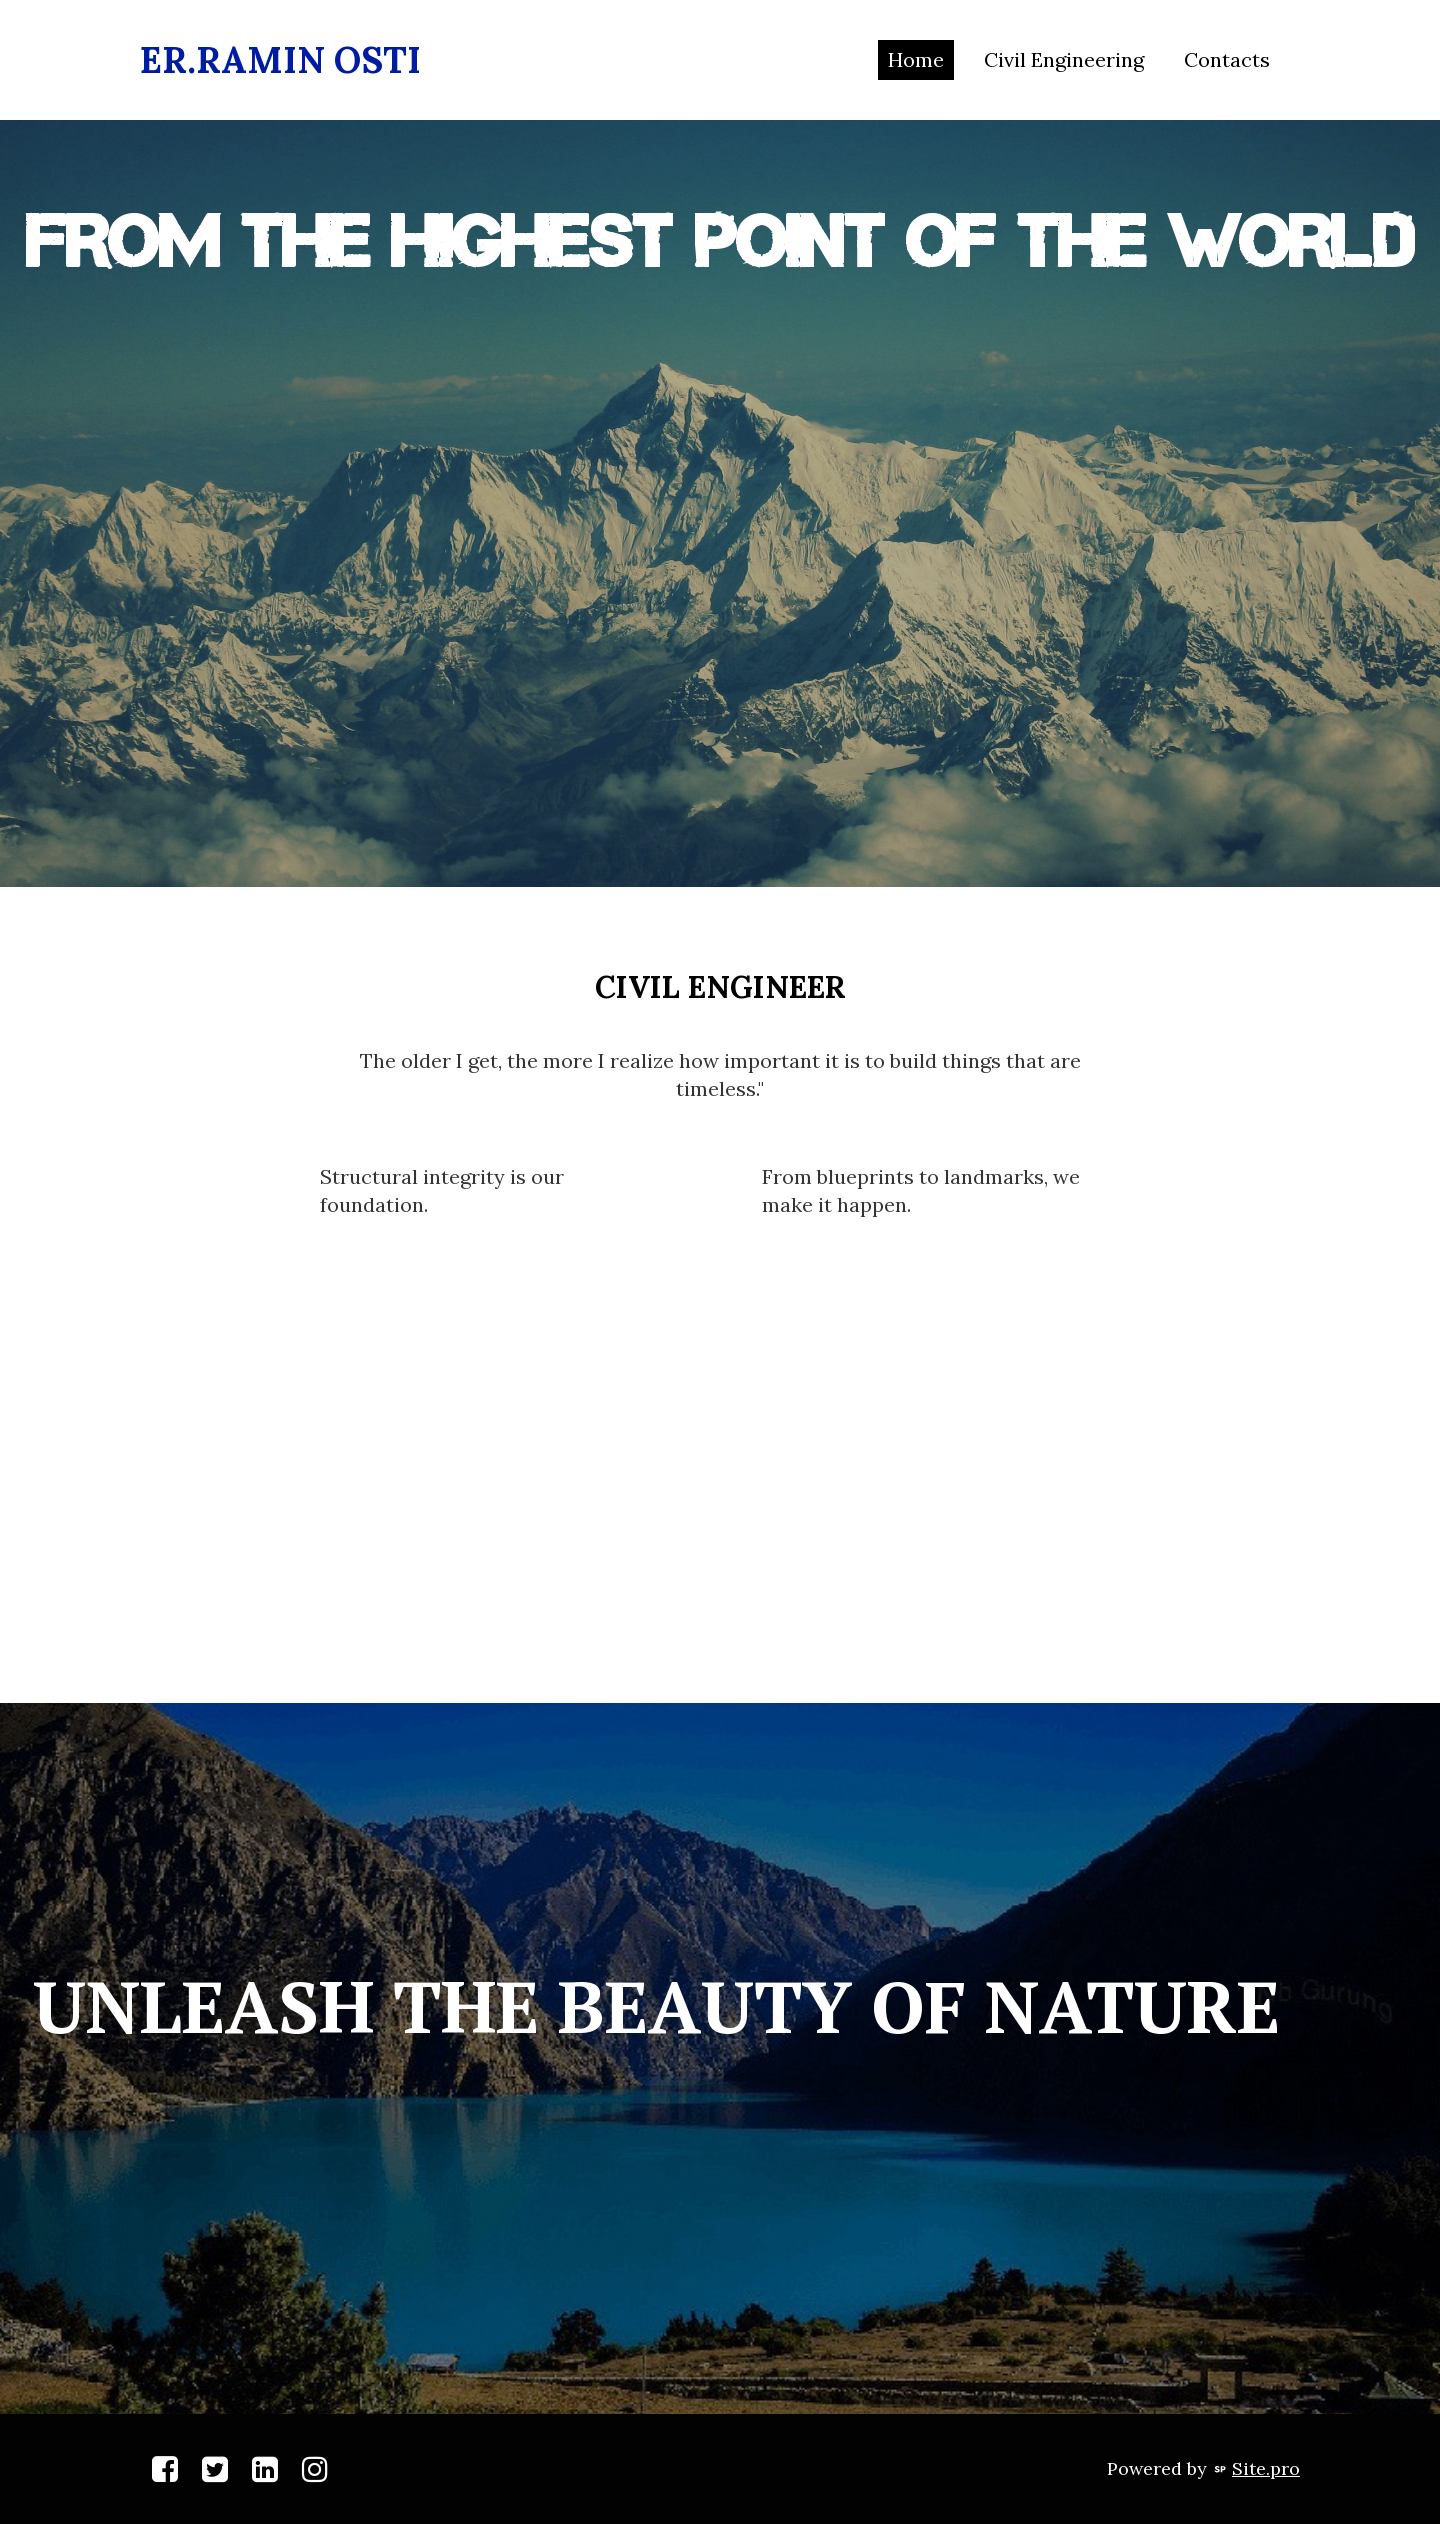 ER.RAMIN OSTI
Home Civil Engineering Contacts
FROM THE HIGHEST POINT OF THE WORLD
CIVIL ENGINEER
The older I get, the more I realize how important it is to build things that are
timeless."
Structural integrity is our
foundation.
From blueprints to landmarks, we
make it happen.
UNLEASH THE BEAUTY OF NATURE
Gurung
Powered by SP Site.pro